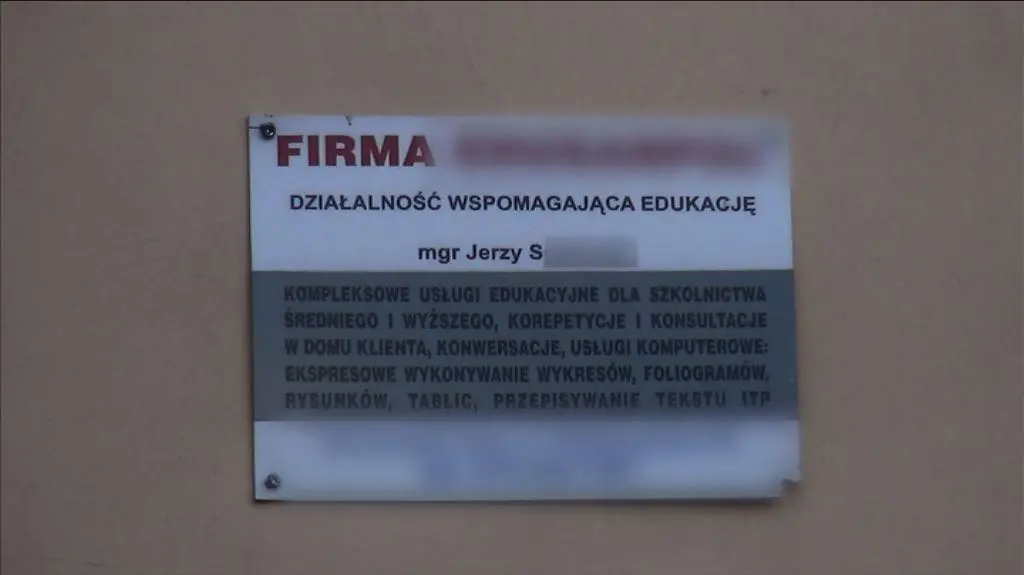 FIRMA
DZIAŁALNOŚĆ WSPOMAGAJĄCA EDUKACJĘ
mgr Jerzy S
KOMPLEKSOWE USŁUGI EDUKACYJNE DLA SZKOLNICTWA
ŚREDNIEGO I WYŻSZEGO, KOREPETYCJE I KONSULTACJE
W DOMU KLIENTA, KONWERSACJE, USŁUGI KOMPUTEROWE:
EKSPRESOWE WYKONYWANIE WYKRESÓW, FOLIOGRAMÓW,
RYSUNKÓW, TABLIC, PRZEPISYWANIE TEKSTU ITP